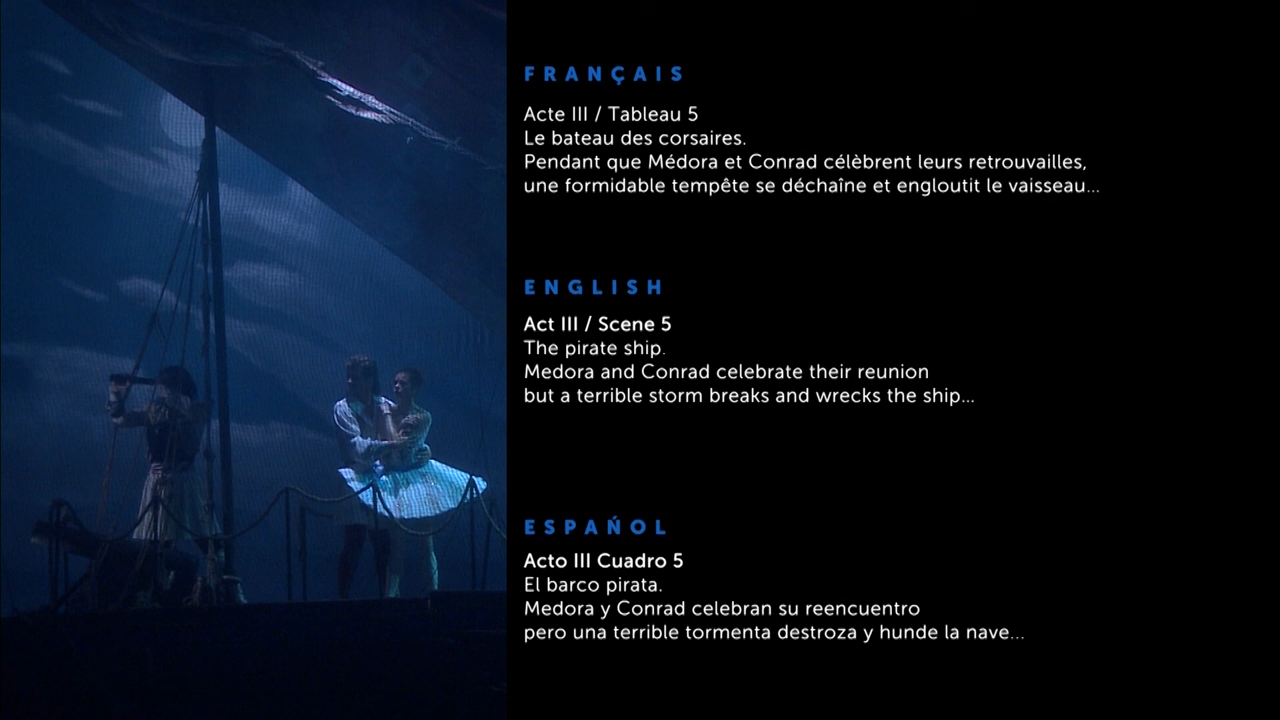 FRANÇAIS
Acte III / Tableau 5
Le bateau des corsaires.
Pendant que Médora et Conrad célèbrent leurs retrouvailles,
une formidable tempête se déchaîne et engloutit le vaisseau...
ENGLISH
Act III / Scene 5
The pirate ship.
Medora and Conrad celebrate their reunion
but a terrible storm breaks and wrecks the ship...
ESPAŃOL
Acto III Cuadro 5
El barco pirata.
Medora y Conrad celebran su reencuentro
pero una terrible tormenta destroza y hunde la nave...